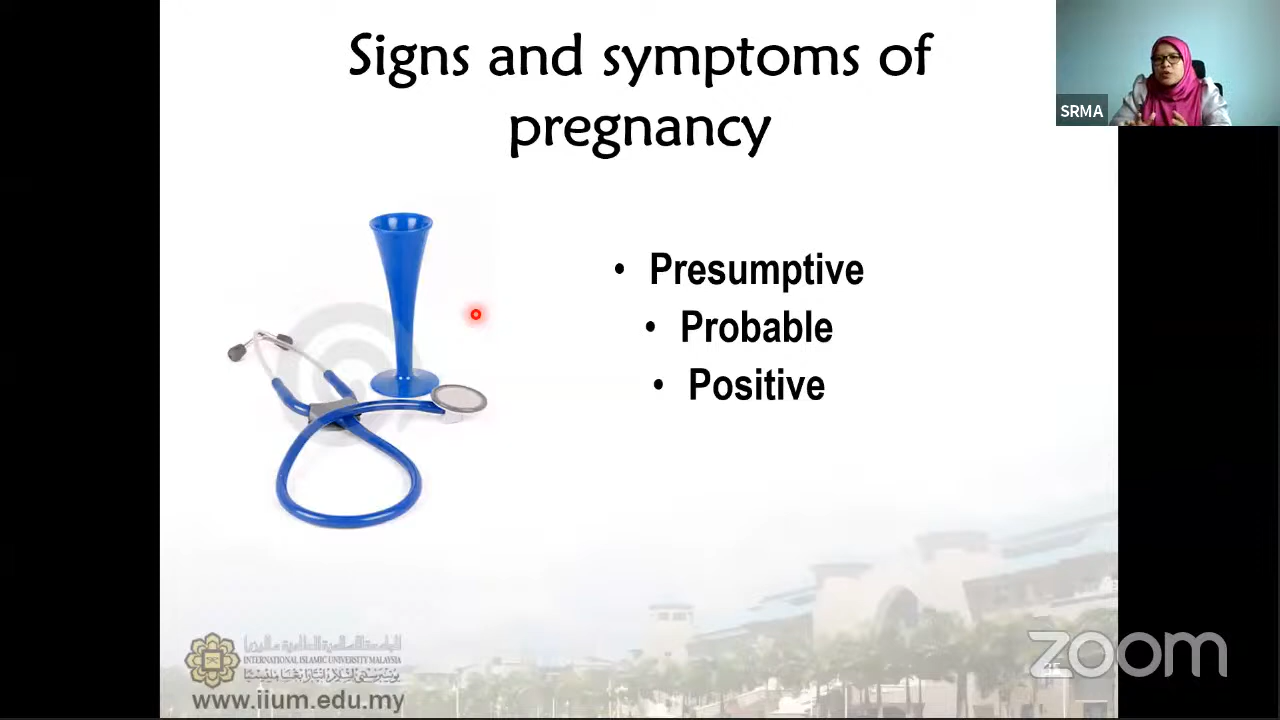 Signs and symptoms of
pregnancy
SRMA
• Presumptive
• Probable
• Positive
INTERNATIONAL ISLAMIC UNIVERSITY MALAYSIA
www.iium.edu.my
zoom